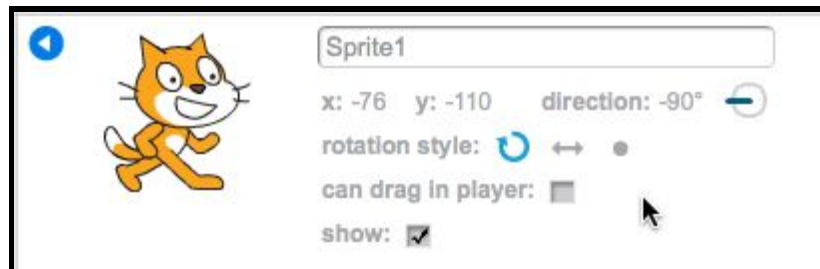 Sprite1
x: -76 y: -110 direction: -90°
rotation style:
can drag in player:
show: